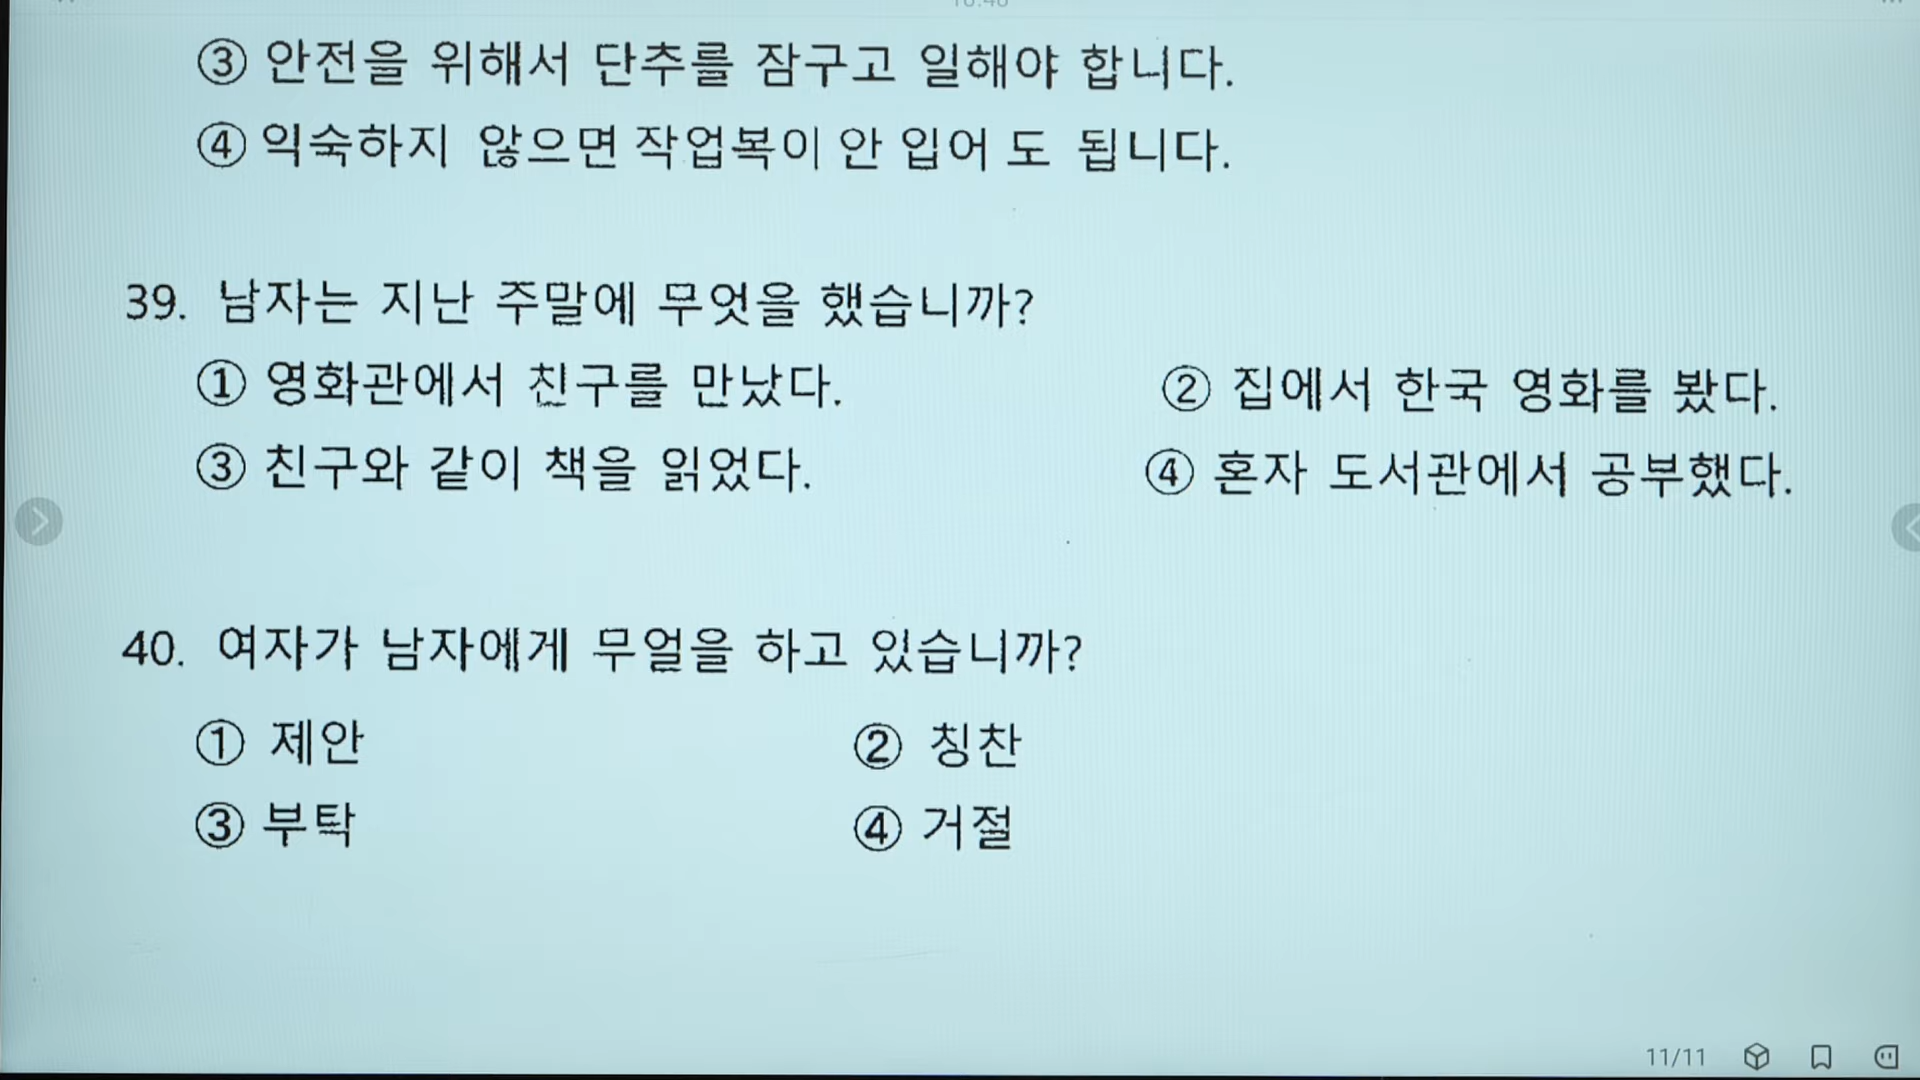 ③ 안전을 위해서 단추를 잠구고 일해야 합니다.
④ 익숙하지 않으면 작업복이 안 입어 도 됩니다.
39. 남자는 지난 주말에 무엇을 했습니까?
① 영화관에서 친구를 만났다. ② 집에서 한국 영화를 봤다.
③ 친구와 같이 책을 읽었다. ④ 혼자 도서관에서 공부했다.
40. 여자가 남자에게 무얼을 하고 있습니까?
① 제안 ② 칭찬
③ 부탁 ④ 거절
11/11